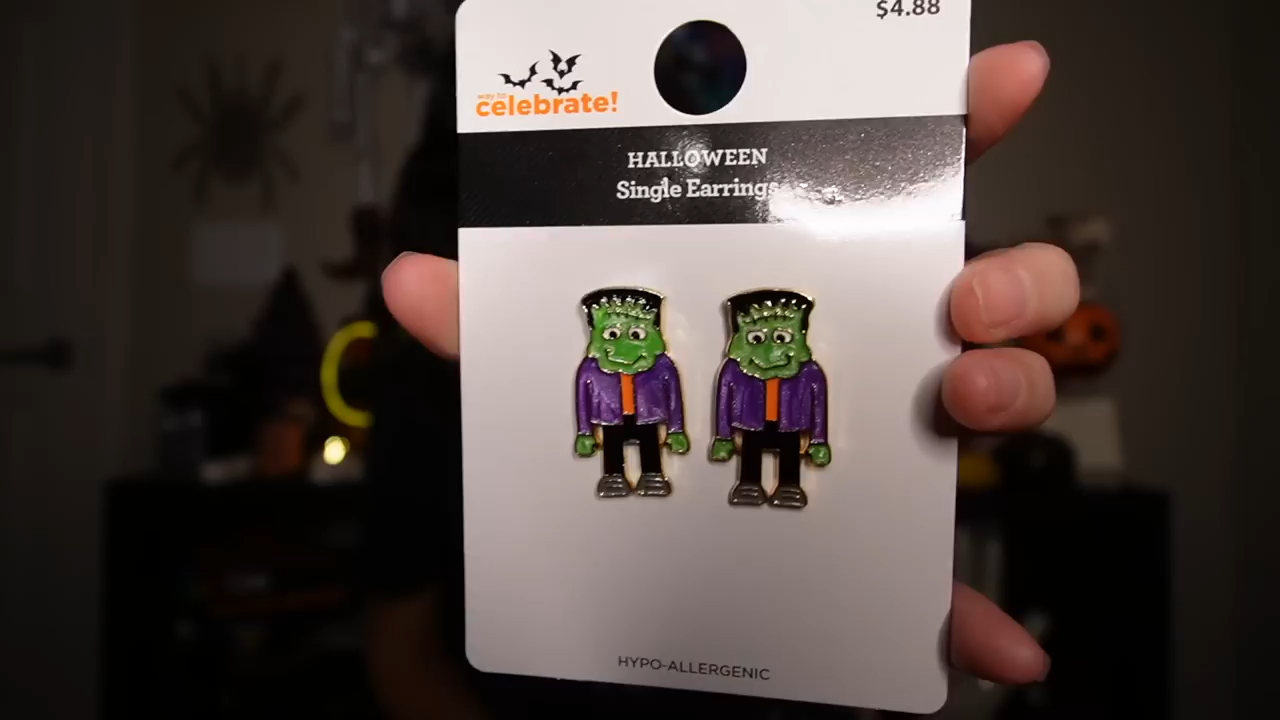 $4.88
way to
celebrate!
HALLOWEEN
Single Earrings
HYPO-ALLERGENIC